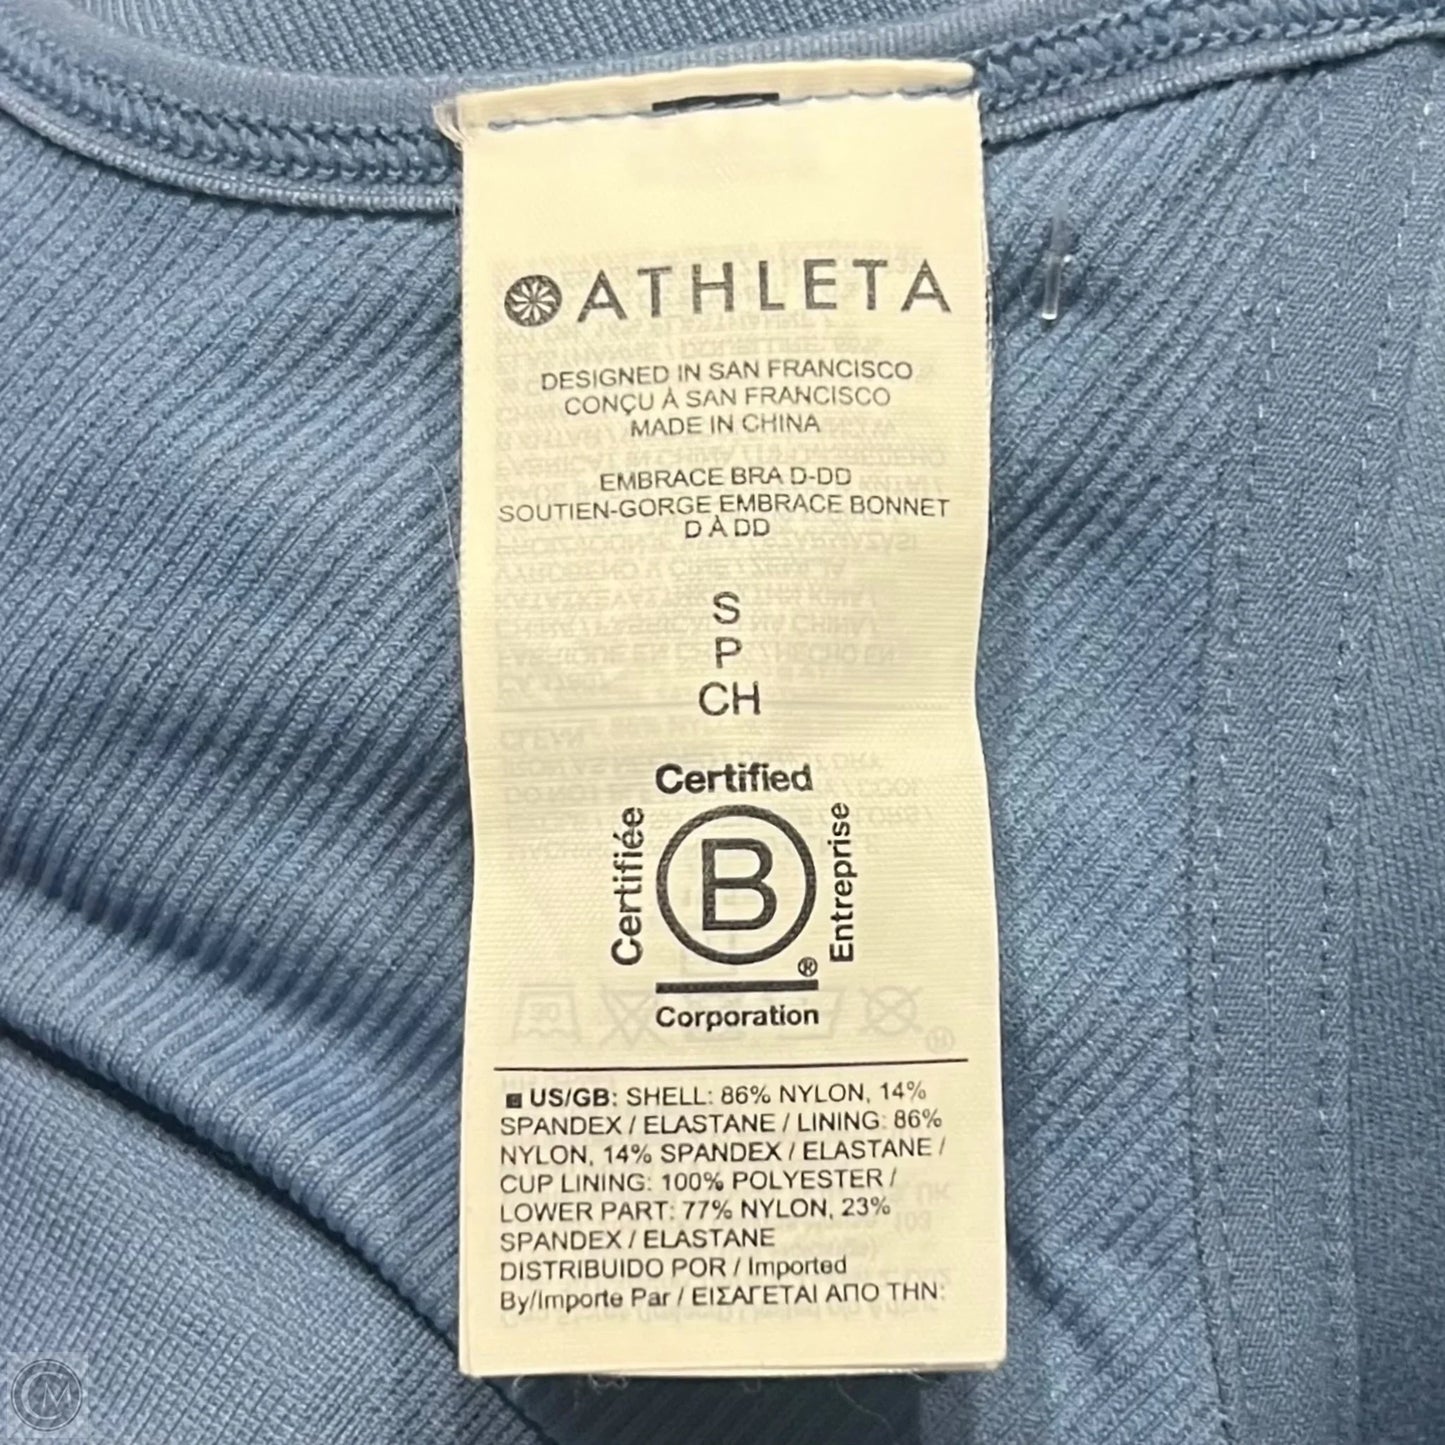 ATHLETA
DESIGNED IN SAN FRANCISCO
CONÇU À SAN FRANCISCO
MADE IN CHINA
EMBRACE BRA D-DD
SOUTIEN-GORGE EMBRACE BONNET
D À DD
S
P
CH
Certified
Certifiée
B
Entreprise
®
Corporation
US/GB: SHELL: 86% NYLON, 14%
SPANDEX / ELASTANE / LINING: 86%
NYLON, 14% SPANDEX / ELASTANE /
CUP LINING: 100% POLYESTER /
LOWER PART: 77% NYLON, 23%
SPANDEX / ELASTANE
DISTRIBUIDO POR / Imported
By/Importe Par / ΕΙΣΑΓΕΤΑΙ ΑΠΟ ΤΗΝ:
CM